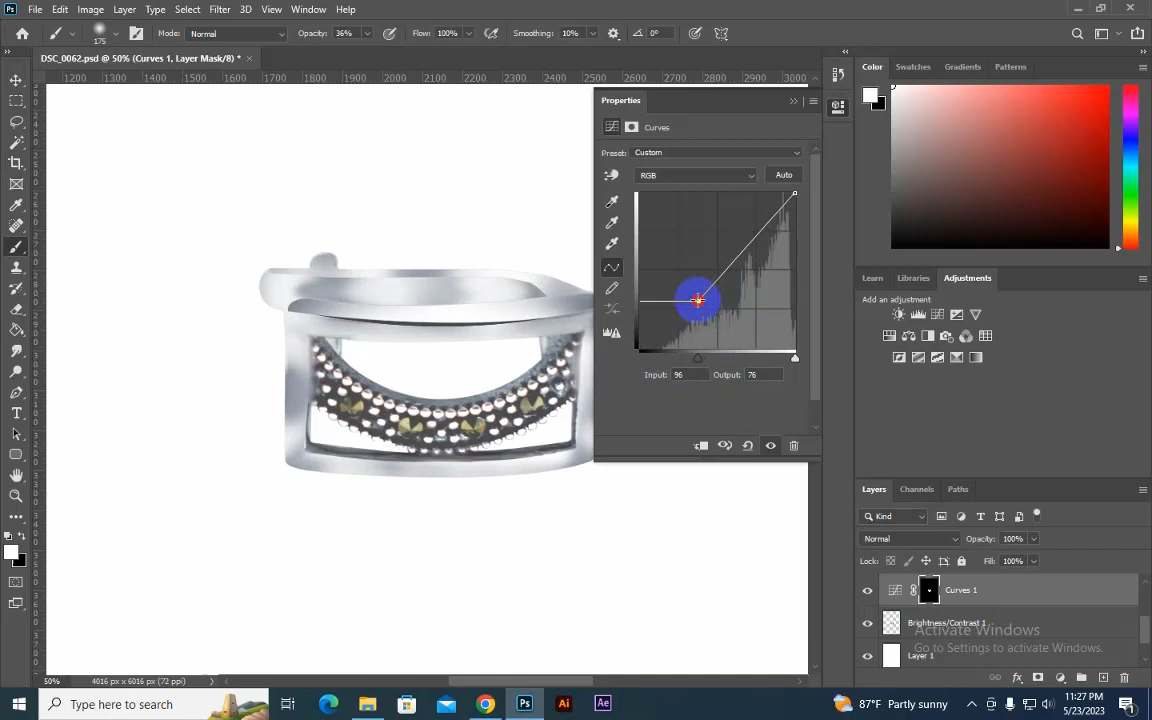 File Edit Image Layer Type Select Filter 3D View Window Help
175 Mode: Normal Opacity: 36% Flow: 100% Smoothing: 10% 0°
DSC_0062.psd @ 50% (Curves 1, Layer Mask/8) *
1200 1700 1800 1900 2000 2100 2200 2300 2400 2500 2600 2700 2800 2900 3000
Properties
Curves
Preset: Custom
RGB Auto
Input: 96 Output: 76
Color Swatches Gradients Patterns
Learn Libraries Adjustments
Add an adjustment
Layers Channels Paths
Kind
Normal Opacity: 100%
Lock: Fill: 100%
Curves 1
Brightness/Contrast 1
Layer 1
Activate Windows
Go to Settings to activate Windows.
50% 4016 px x 6016 px (72 ppi)
Type here to search
87°F Partly sunny
11:27 PM
5/23/2023